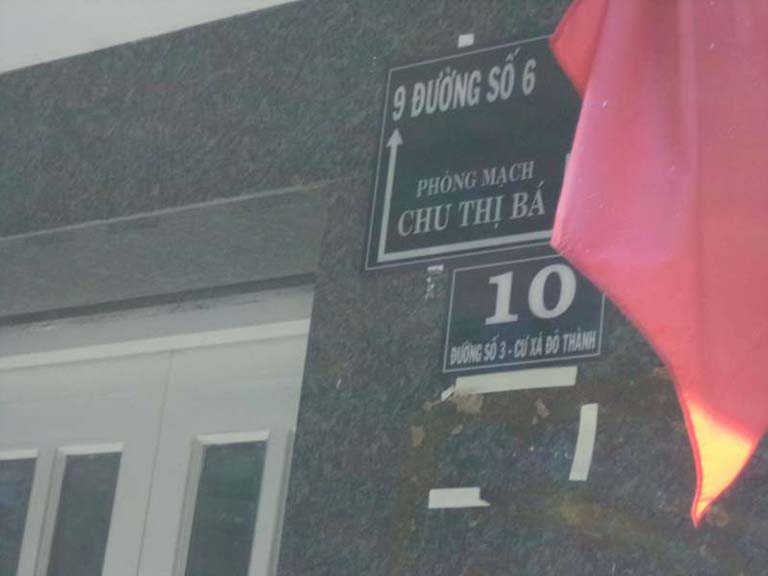 9 ĐƯỜNG SỐ 6
PHÒNG MẠCH
CHU THỊ BÁ
10
ĐƯỜNG SỐ 3 - CƯ XÁ ĐÔ THÀNH